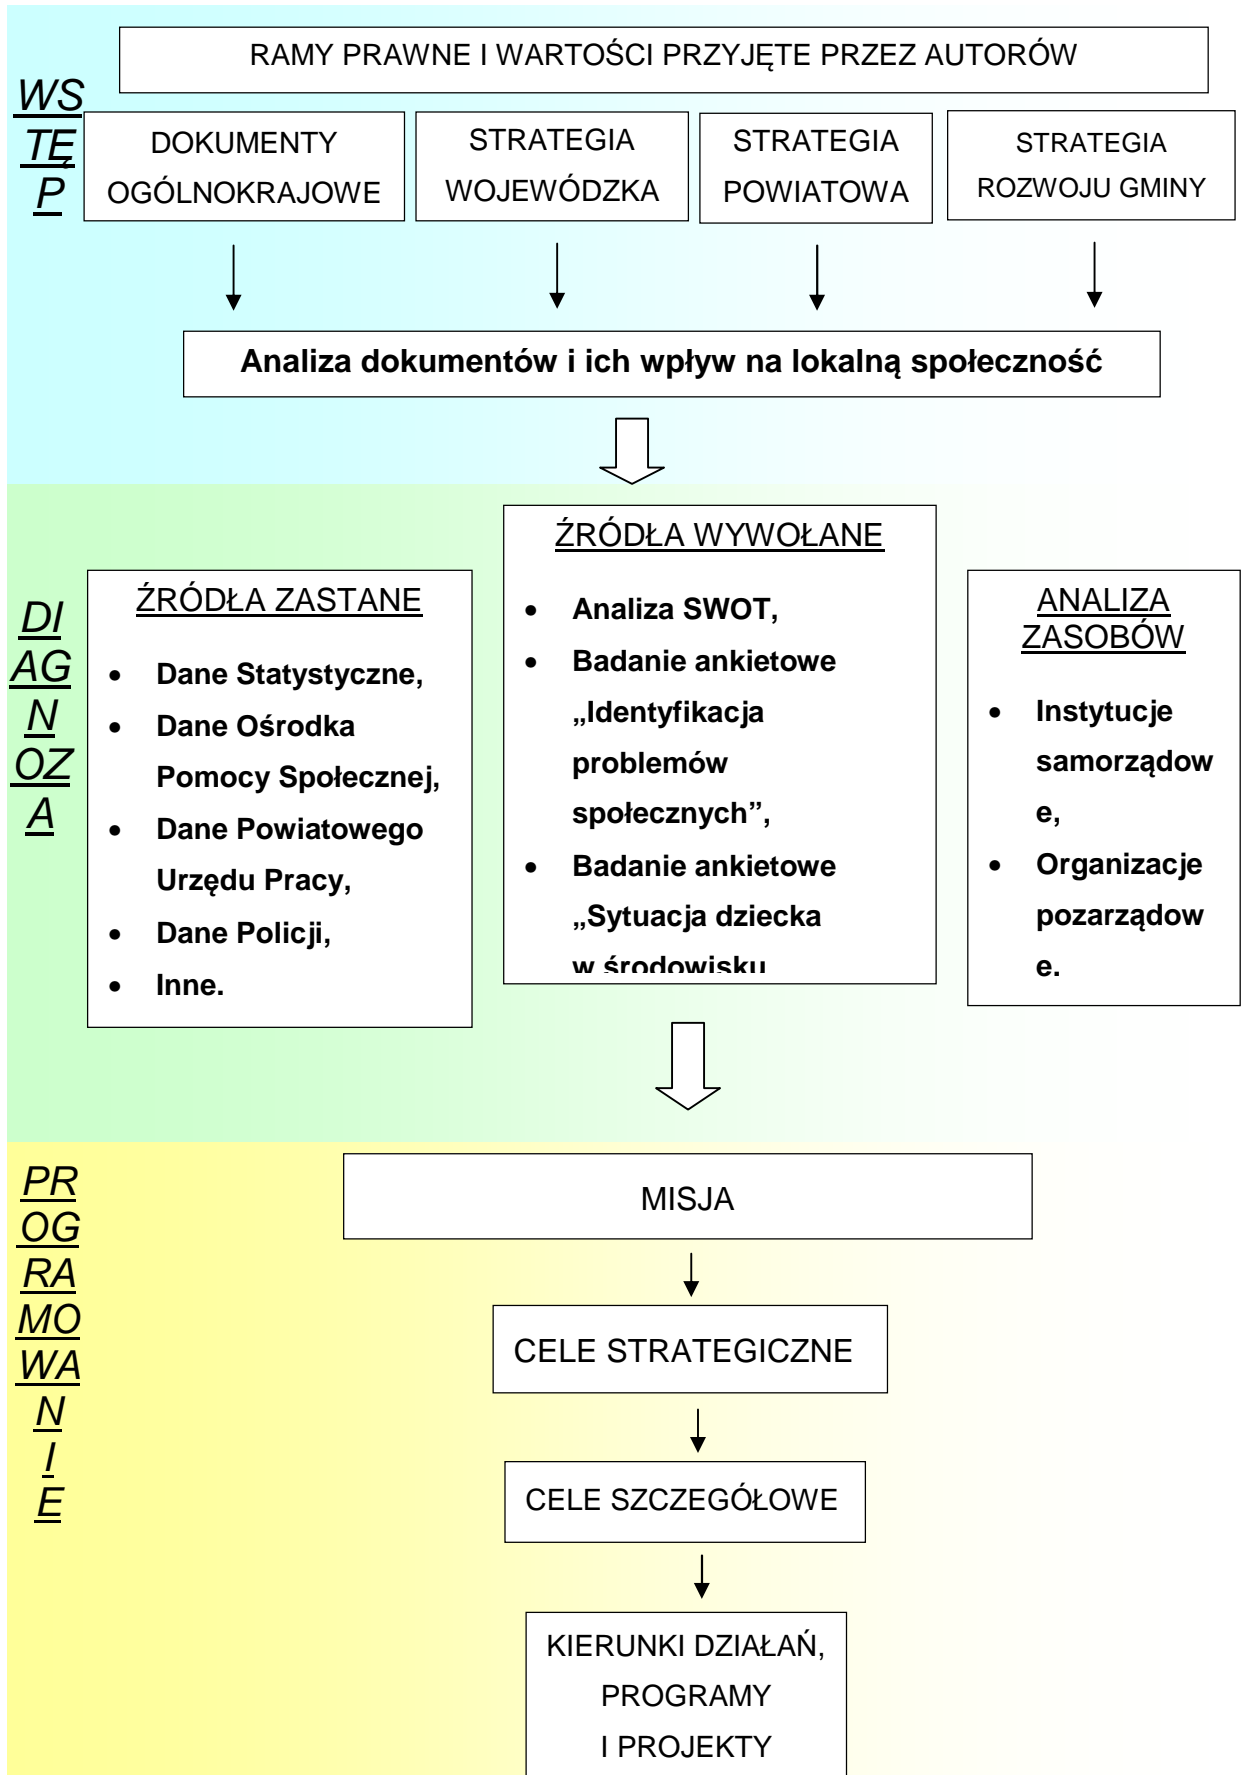 WS
TĘ
P
RAMY PRAWNE I WARTOŚCI PRZYJĘTE PRZEZ AUTORÓW
DOKUMENTY
OGÓLNOKRAJOWE
STRATEGIA
WOJEWÓDZKA
STRATEGIA
POWIATOWA
STRATEGIA
ROZWOJU GMINY
Analiza dokumentów i ich wpływ na lokalną społeczność
DI
AG
N
OZ
A
ŹRÓDŁA ZASTANE
• Dane Statystyczne,
• Dane Ośrodka
Pomocy Społecznej,
• Dane Powiatowego
Urzędu Pracy,
• Dane Policji,
• Inne.
ŹRÓDŁA WYWOŁANE
• Analiza SWOT,
• Badanie ankietowe
„Identyfikacja
problemów
społecznych”,
• Badanie ankietowe
„Sytuacja dziecka
w środowisku
ANALIZA
ZASOBÓW
• Instytucje
samorządow
e,
• Organizacje
pozarządow
e.
PR
OG
RA
MO
WA
N
I
E
MISJA
CELE STRATEGICZNE
CELE SZCZEGÓŁOWE
KIERUNKI DZIAŁAŃ,
PROGRAMY
I PROJEKTY